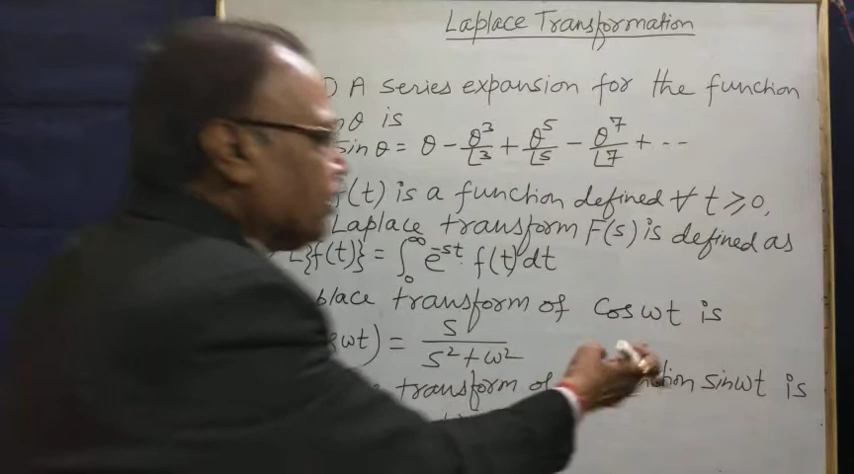 Laplace Transformation
) A series expansion for the function
θ is
Sin θ = θ - θ³/⌊3 + θ⁵/⌊5 - θ⁷/⌊7 + ...
f(t) is a function defined ∀ t ⩾ 0,
Laplace transform F(s) is defined as
L{f(t)} = ∫₀^∞ e^-st f(t) dt
place transform of Cos ωt is
ωt) = s/(s² + ω²)
transform of sin ωt is